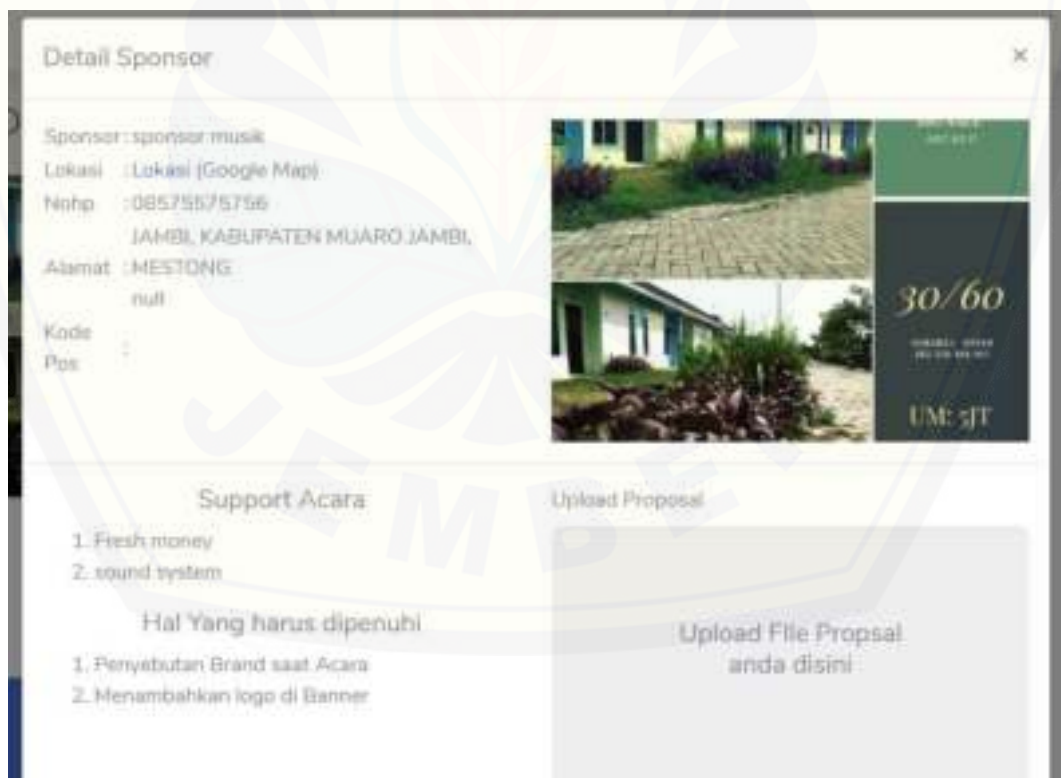 Detail Sponsor ×
Sponsor : sponsor musik
Lokasi : Lokasi (Google Map)
Nohp : 08575575756
Alamat : JAMBI, KABUPATEN MUARO JAMBI,
MESTONG
null
Kode
Pos :
30/60
UM: 5JT
Support Acara
1. Fresh money
2. sound system
Hal Yang harus dipenuhi
1. Penyebutan Brand saat Acara
2. Menambahkan logo di Banner
Upload Proposal
Upload FIle Propsal
anda disini
JEMBE